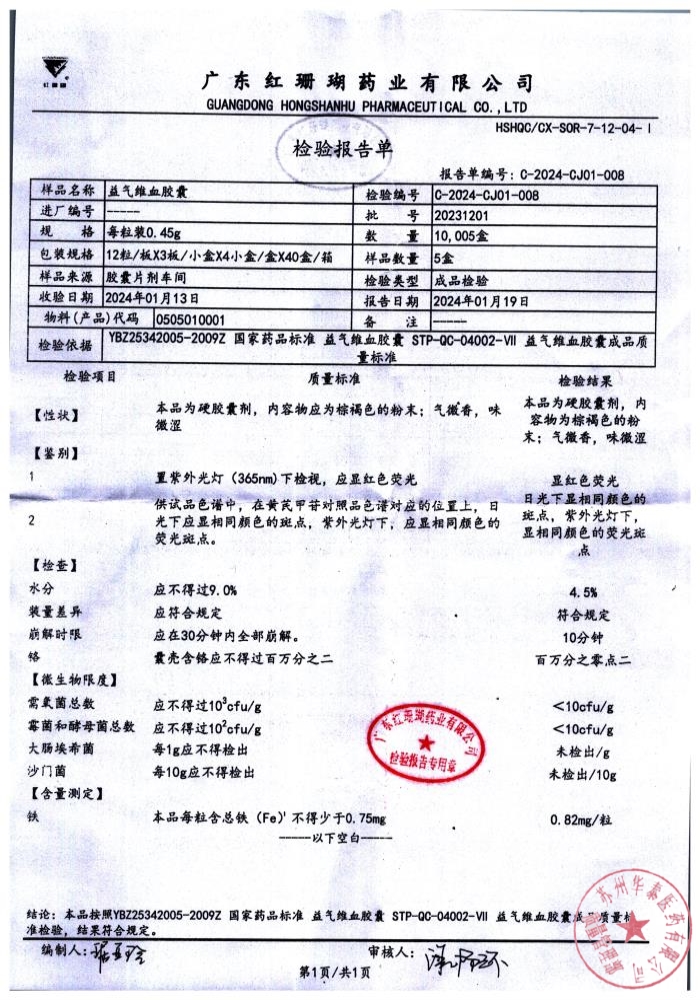 广东红珊瑚药业有限公司
GUANGDONG HONGSHANHU PHARMACEUTICAL CO.,LTD
HSHQC/CX-SOR-7-12-04-Ⅰ
检验报告单
报告单编号: C-2024-CJ01-008
样品名称 益气维血胶囊 检验编号 C-2024-CJ01-008
进厂编号 ----- 批 号 20231201
规 格 每粒装0.45g 数 量 10,005盒
包装规格 12粒/板X3板/小盒X4小盒/盒X40盒/箱 样品数量 5盒
样品来源 胶囊片剂车间 检验类型 成品检验
收验日期 2024年01月13日 报告日期 2024年01月19日
物料(产品)代码 0505010001 备 注 -----
检验依据 YBZ25342005-2009Z 国家药品标准 益气维血胶囊 STP-QC-04002-VII 益气维血胶囊成品质
量标准
检验项目 质量标准 检验结果
【性状】 本品为硬胶囊剂，内容物应为棕褐色的粉末；气微香，味
微涩
本品为硬胶囊剂，内
容物为棕褐色的粉
末；气微香，味微涩
【鉴别】
1 置紫外光灯 (365nm)下检视，应显红色荧光 显红色荧光
2 供试品色谱中，在黄芪甲苷对照品色谱对应的位置上，日
光下应显相同颜色的斑点，紫外光灯下，应显相同颜色的
荧光斑点。
日光下显相同颜色的
斑点，紫外光灯下，
显相同颜色的荧光斑
点
【检查】
水分 应不得过9.0% 4.5%
装量差异 应符合规定 符合规定
崩解时限 应在30分钟内全部崩解。 10分钟
铬 囊壳含铬应不得过百万分之二 百万分之零点二
【微生物限度】
需氧菌总数 应不得过10³cfu/g <10cfu/g
霉菌和酵母菌总数 应不得过10²cfu/g <10cfu/g
大肠埃希菌 每1g应不得检出 未检出/g
沙门菌 每10g应不得检出 未检出/10g
广东红珊瑚药业有限公司
检验报告专用章
【含量测定】
铁 本品每粒含总铁 (Fe)' 不得少于0.75mg 0.82mg/粒
-----以下空白-----
结论: 本品按照YBZ25342005-2009Z 国家药品标准 益气维血胶囊 STP-QC-04002-VII 益气维血胶囊成品质量标
准检验，结果符合规定。
编制人: 审核人:
第1页/共1页